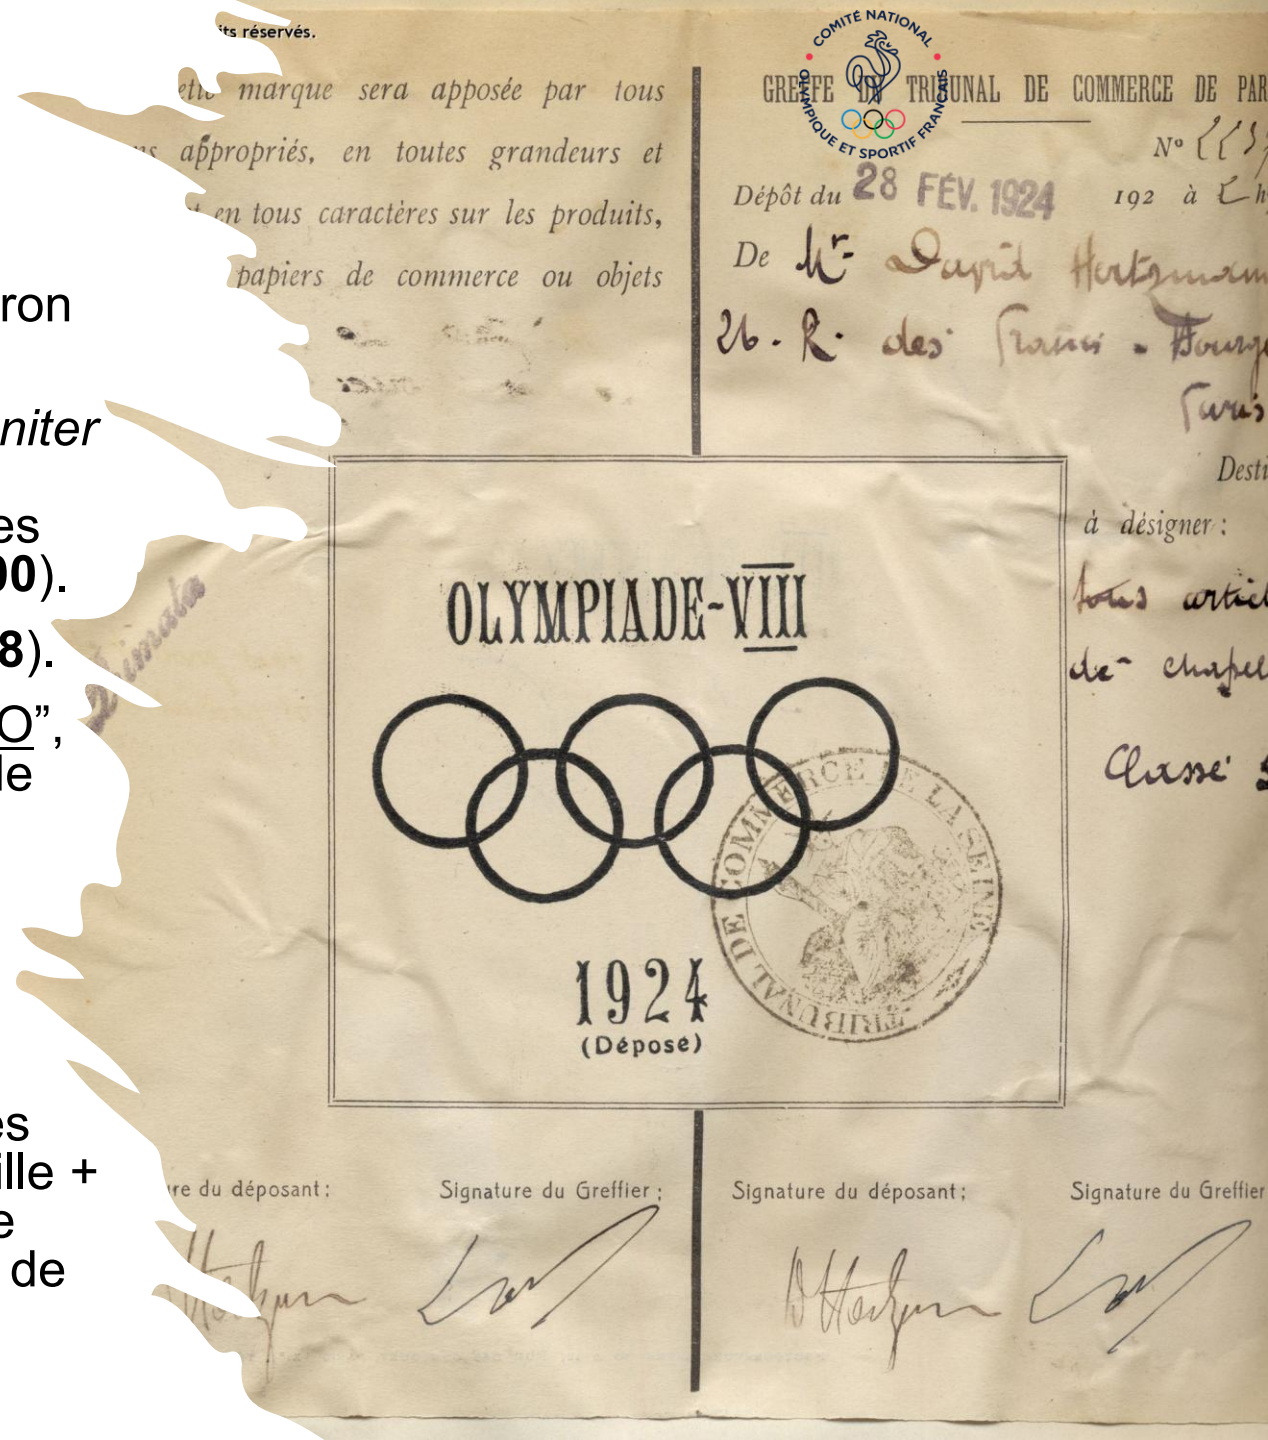 its réservés.
marque sera apposée par tous
appropriés, en toutes grandeurs et
en tous caractères sur les produits,
papiers de commerce ou objets
ron
niter
es
00).
8).
O”,
le
es
ille +
e
de
COMITÉ NATIONAL
OLYMPIQUE ET SPORTIF FRANÇAIS
GREFFE DU TRIBUNAL DE COMMERCE DE PAR
N°
Dépôt du 28 FÉV. 1924 192 à h
De Mr David Hertzmann
26. R. des Francs-Bourge
Paris
Desti
à désigner :
tous articl
de chapel
Classe
OLYMPIADE-VIII
1924
(Déposé)
TRIBUNAL DE COMMERCE DE LA SEINE
re du déposant : Signature du Greffier :
Signature du déposant : Signature du Greffier